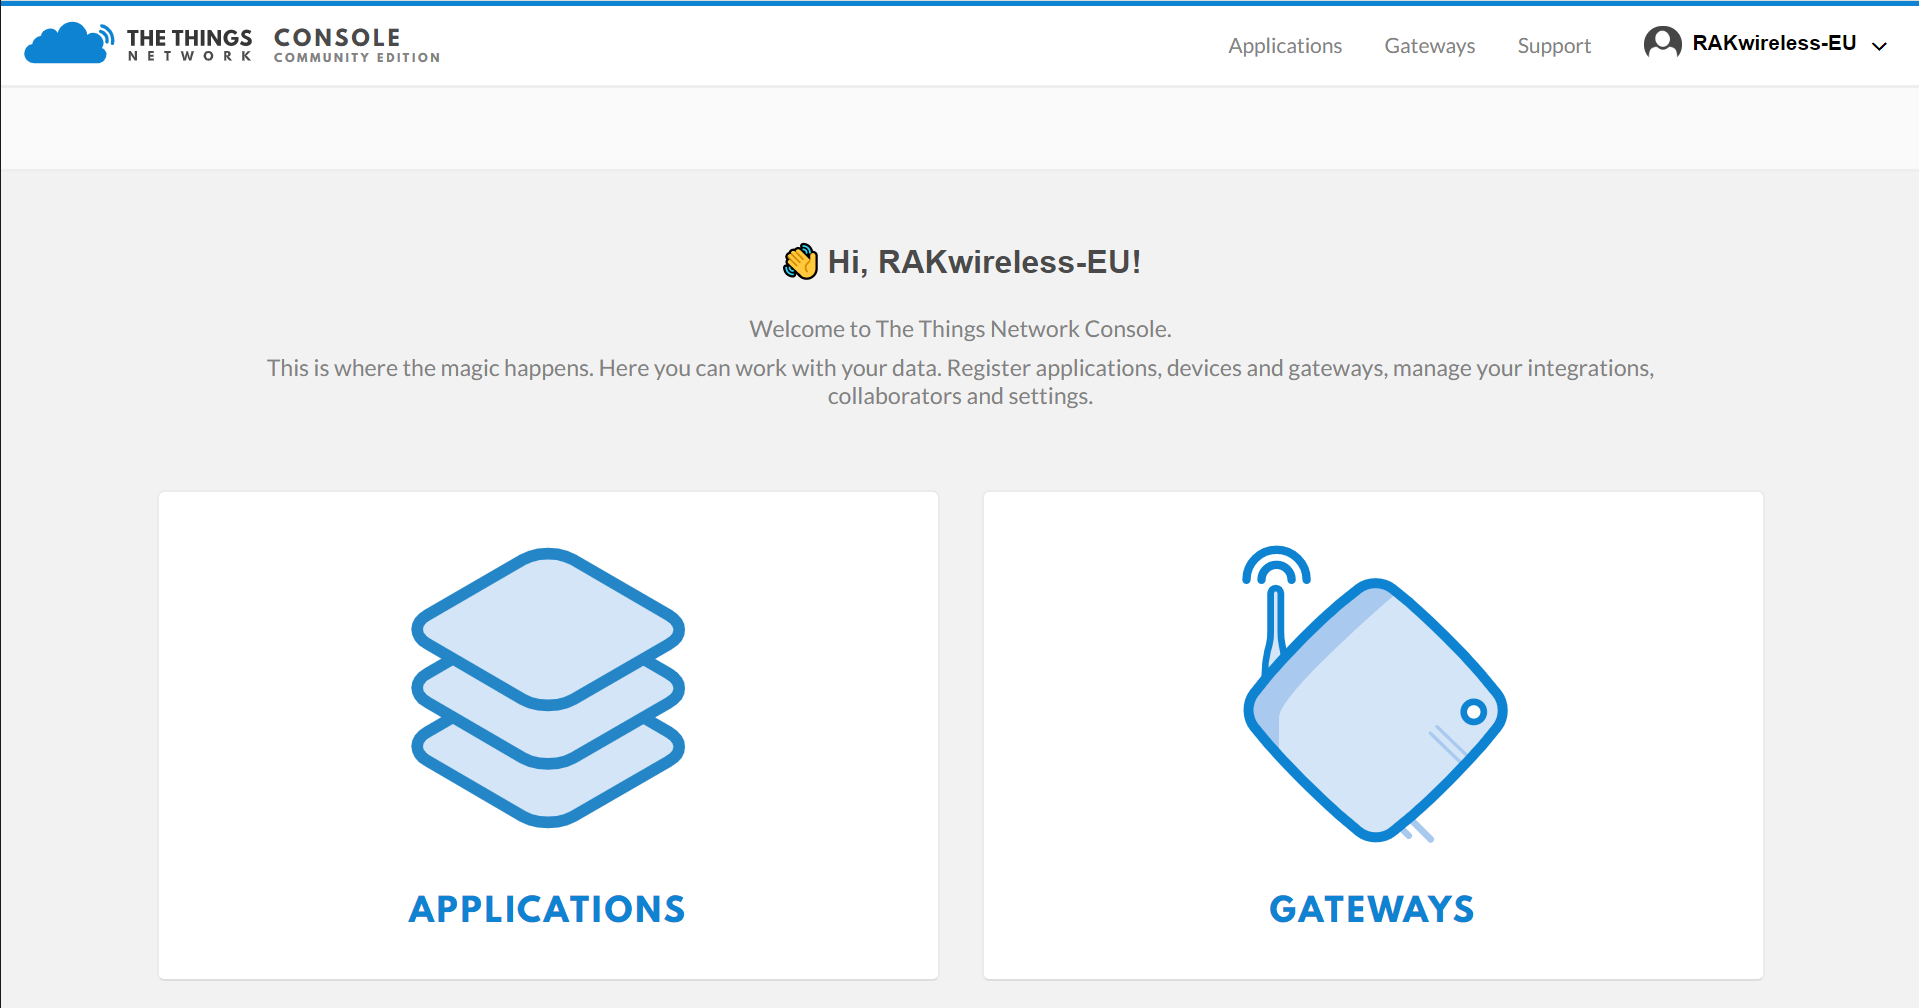 THE THINGS
NETWORK
CONSOLE
COMMUNITY EDITION
Applications
Gateways
Support
RAKwireless-EU
Hi, RAKwireless-EU!
Welcome to The Things Network Console.
This is where the magic happens. Here you can work with your data. Register applications, devices and gateways, manage your integrations,
collaborators and settings.
APPLICATIONS
GATEWAYS